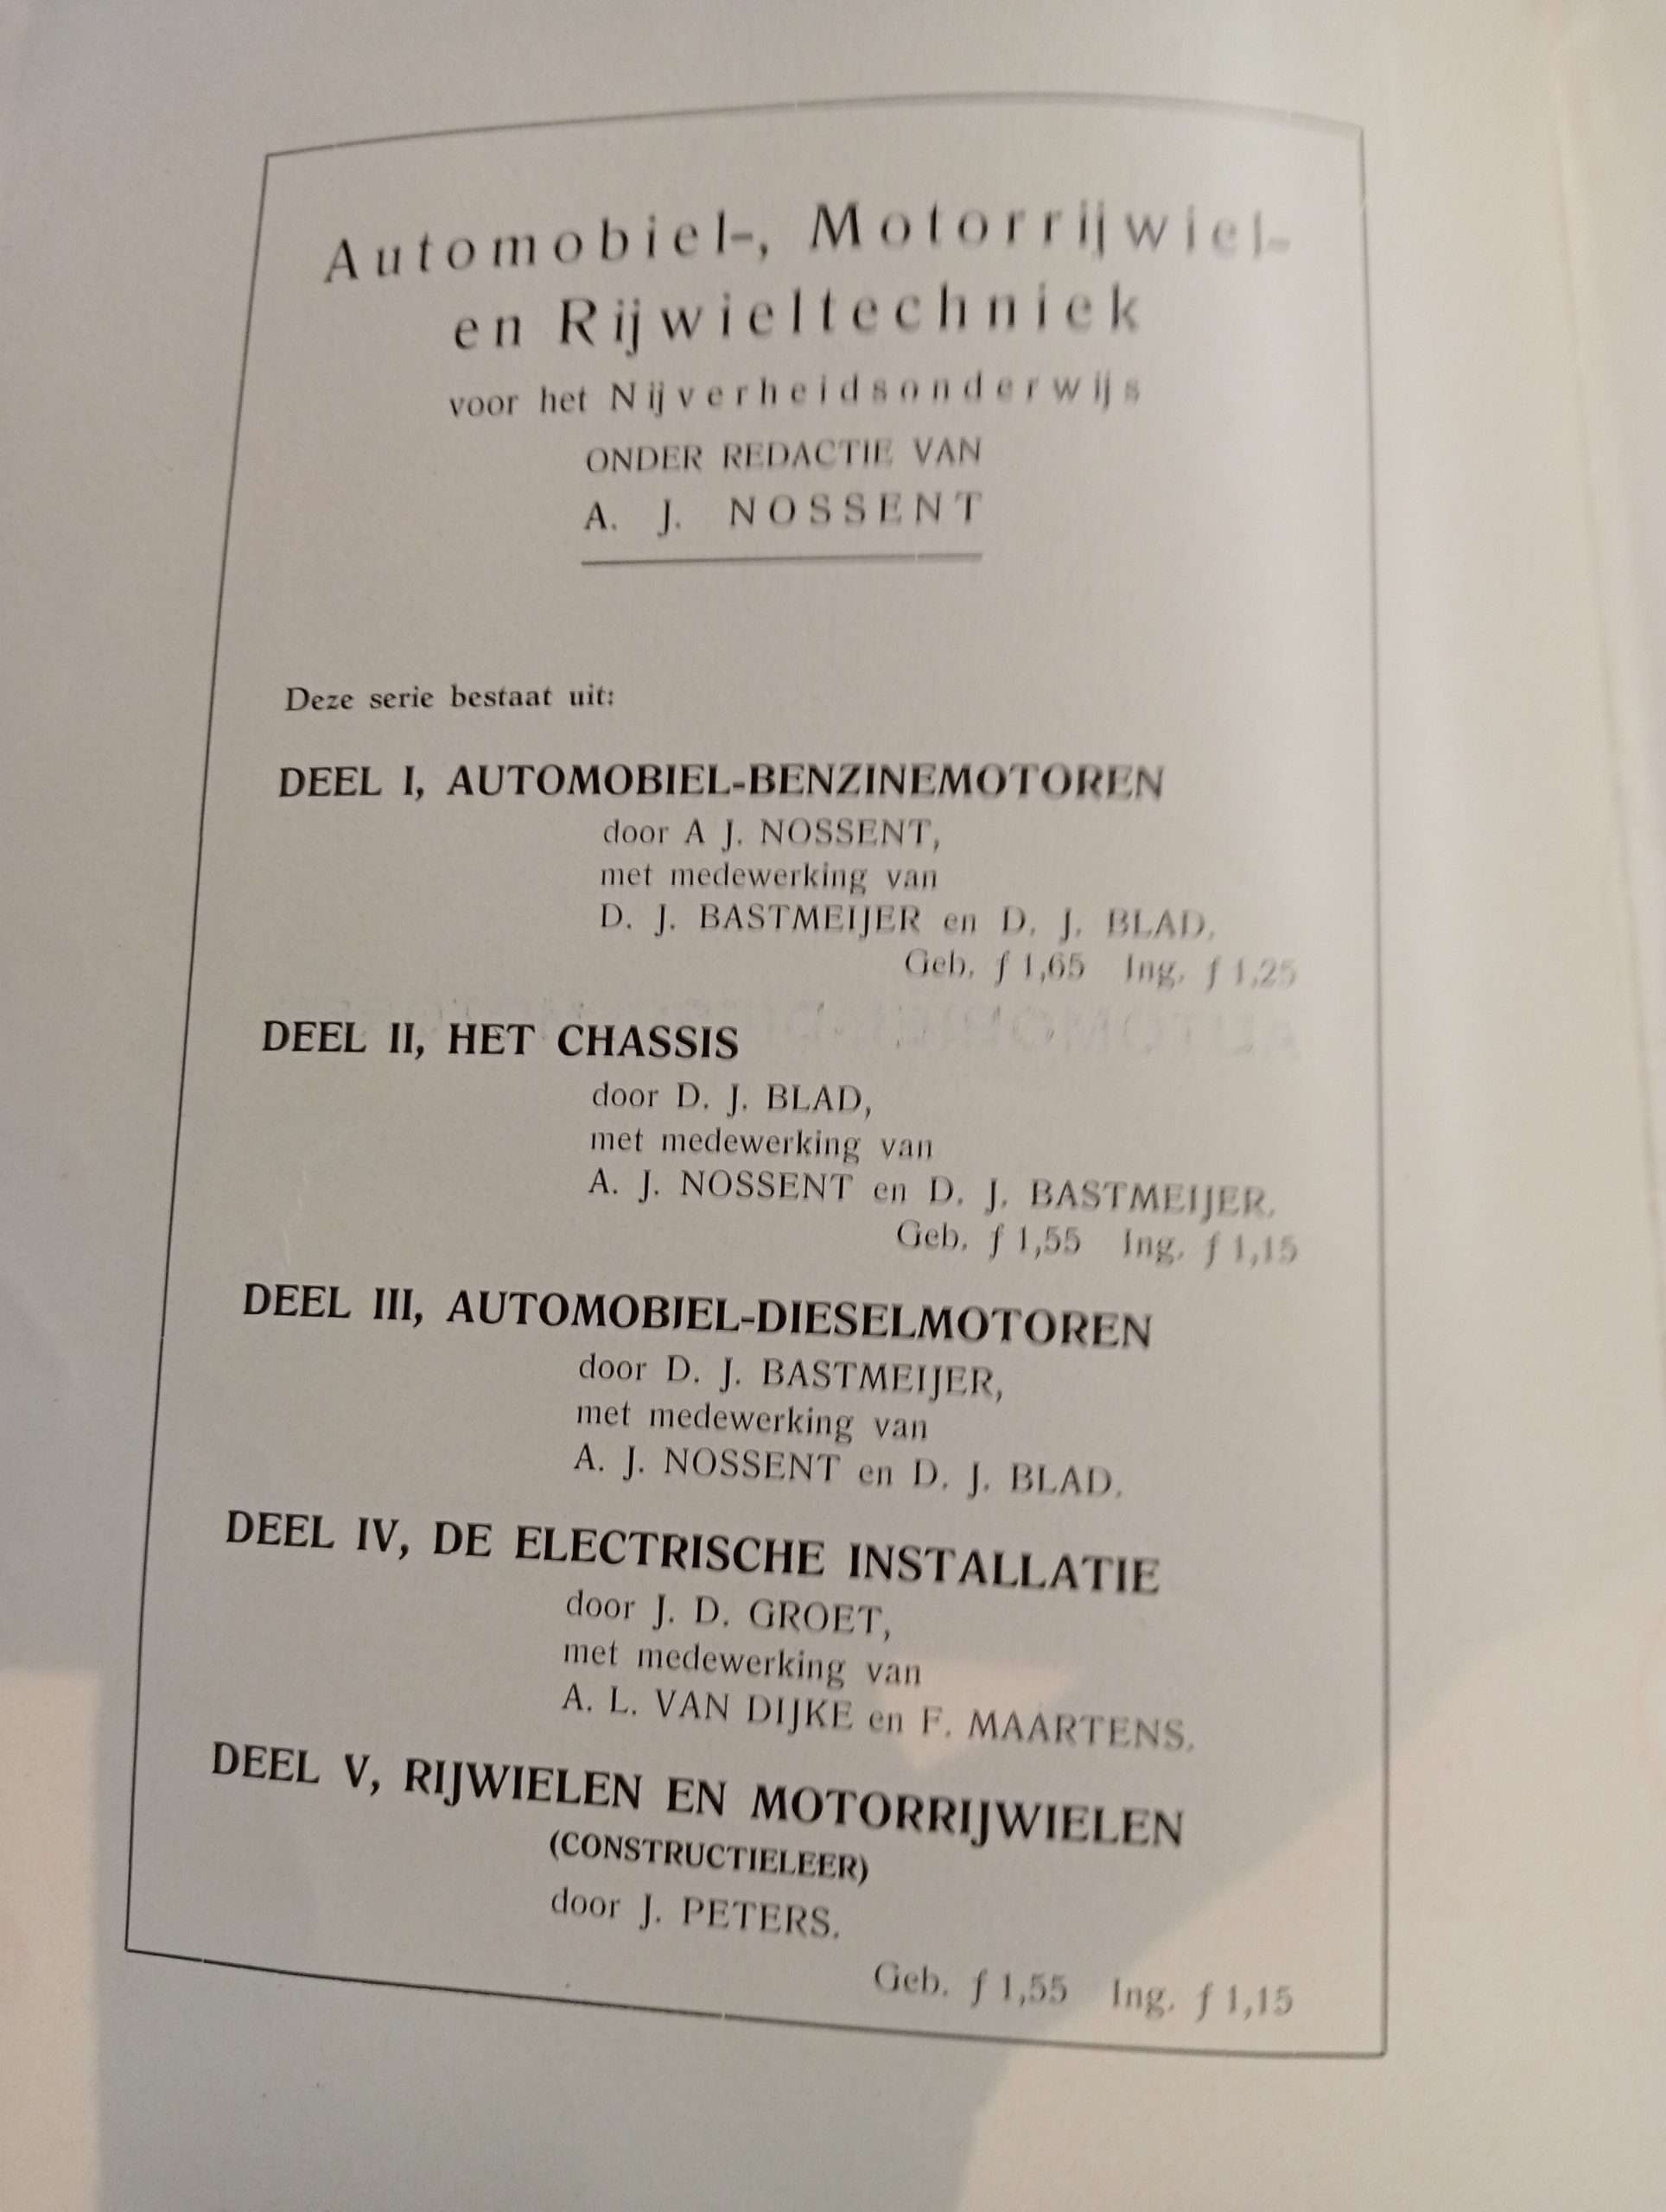 Automobiel-, Motorrijwiel-
en Rijwieltechniek
voor het Nijverheidsonderwijs
ONDER REDACTIE VAN
A. J. NOSSENT
Deze serie bestaat uit:
DEEL I, AUTOMOBIEL-BENZINEMOTOREN
door A J. NOSSENT,
met medewerking van
D. J. BASTMEIJER en D. J. BLAD.
Geb. f 1,65 Ing. f 1,25
DEEL II, HET CHASSIS
door D. J. BLAD,
met medewerking van
A. J. NOSSENT en D. J. BASTMEIJER.
Geb. f 1,55 Ing. f 1,15
DEEL III, AUTOMOBIEL-DIESELMOTOREN
door D. J. BASTMEIJER,
met medewerking van
A. J. NOSSENT en D. J. BLAD.
DEEL IV, DE ELECTRISCHE INSTALLATIE
door J. D. GROET,
met medewerking van
A. L. VAN DIJKE en F. MAARTENS.
DEEL V, RIJWIELEN EN MOTORRIJWIELEN
(CONSTRUCTIELEER)
door J. PETERS.
Geb. f 1,55 Ing. f 1,15